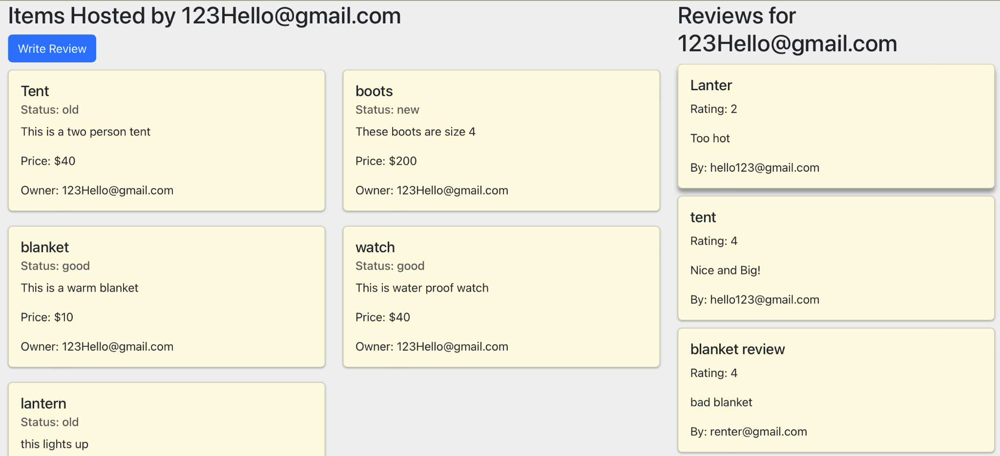 Items Hosted by 123Hello@gmail.com
Write Review
Tent
Status: old
This is a two person tent
Price: $40
Owner: 123Hello@gmail.com
boots
Status: new
These boots are size 4
Price: $200
Owner: 123Hello@gmail.com
blanket
Status: good
This is a warm blanket
Price: $10
Owner: 123Hello@gmail.com
watch
Status: good
This is water proof watch
Price: $40
Owner: 123Hello@gmail.com
lantern
Status: old
this lights up
Reviews for
123Hello@gmail.com
Lanter
Rating: 2
Too hot
By: hello123@gmail.com
tent
Rating: 4
Nice and Big!
By: hello123@gmail.com
blanket review
Rating: 4
bad blanket
By: renter@gmail.com